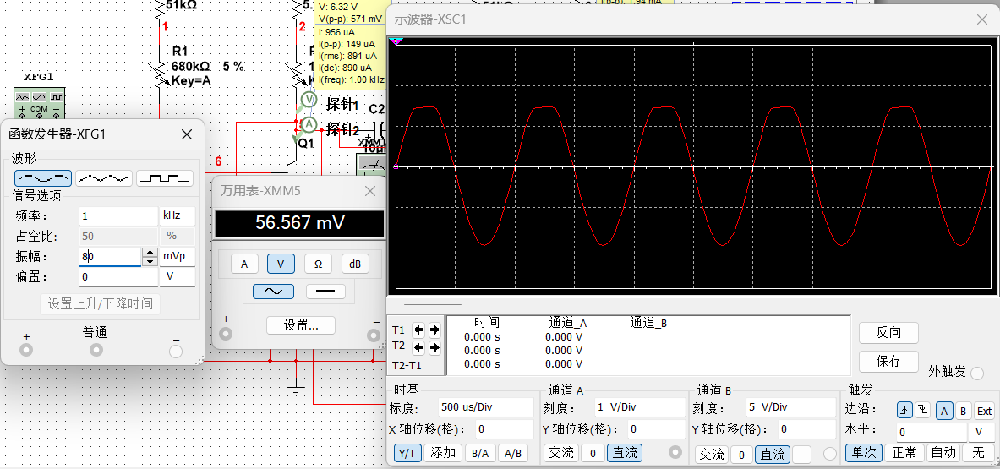 51kΩ
1
R1
680kΩ 5 %
Key=A
XFG1
COM
5.
2
V: 6.32 V
V(p-p): 571 mV
I: 956 uA
I(p-p): 149 uA
I(rms): 891 uA
I(dc): 890 uA
I(freq): 1.00 kHz
I(p-p): 1.94 mA
V
探针1
A
探针2
C2
10μ
Q1
6
函数发生器-XFG1
波形
信号选项
频率： 1 kHz
占空比: 50 %
振幅： 80 mVp
偏置： 0 V
设置上升/下降时间
+ 普通 −
万用表-XMM5
56.567 mV
A V Ω dB
设置...
+ −
示波器-XSC1
时间 通道_A 通道_B
T1 0.000 s 0.000 V
T2 0.000 s 0.000 V
T2-T1 0.000 s 0.000 V
反向
保存
外触发
时基
标度: 500 us/Div
X 轴位移(格): 0
Y/T 添加 B/A A/B
通道 A
刻度: 1 V/Div
Y 轴位移(格): 0
交流 0 直流
通道 B
刻度: 5 V/Div
Y 轴位移(格): 0
交流 0 直流 -
触发
边沿: A B Ext
水平: 0 V
单次 正常 自动 无